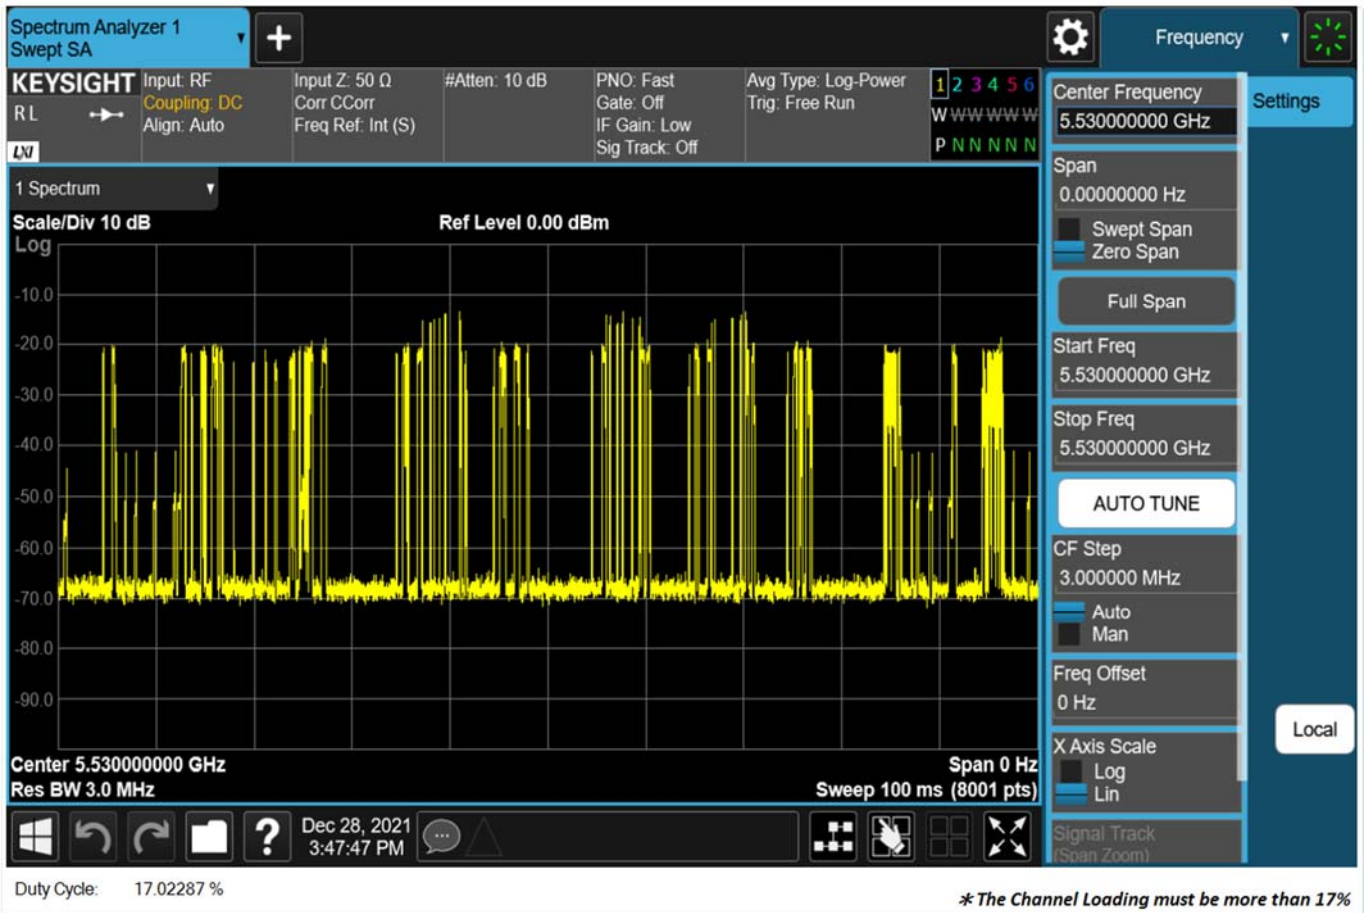 Spectrum Analyzer 1
Swept SA
Frequency
KEYSIGHT
RL
LXI
Input: RF
Coupling: DC
Align: Auto
Input Z: 50 Ω
Corr CCorr
Freq Ref: Int (S)
#Atten: 10 dB
PNO: Fast
Gate: Off
IF Gain: Low
Sig Track: Off
Avg Type: Log-Power
Trig: Free Run
1 2 3 4 5 6
W W W W W W
P N N N N N
Center Frequency
5.530000000 GHz
Settings
Span
0.00000000 Hz
Swept Span
Zero Span
Full Span
Start Freq
5.530000000 GHz
Stop Freq
5.530000000 GHz
AUTO TUNE
CF Step
3.000000 MHz
Auto
Man
Freq Offset
0 Hz
X Axis Scale
Log
Lin
Signal Track
(Span Zoom)
Local
1 Spectrum
Scale/Div 10 dB
Ref Level 0.00 dBm
Log
-10.0
-20.0
-30.0
-40.0
-50.0
-60.0
-70.0
-80.0
-90.0
Center 5.530000000 GHz
Span 0 Hz
Res BW 3.0 MHz
Sweep 100 ms (8001 pts)
?
Dec 28, 2021
3:47:47 PM
Duty Cycle: 17.02287 %
* The Channel Loading must be more than 17%